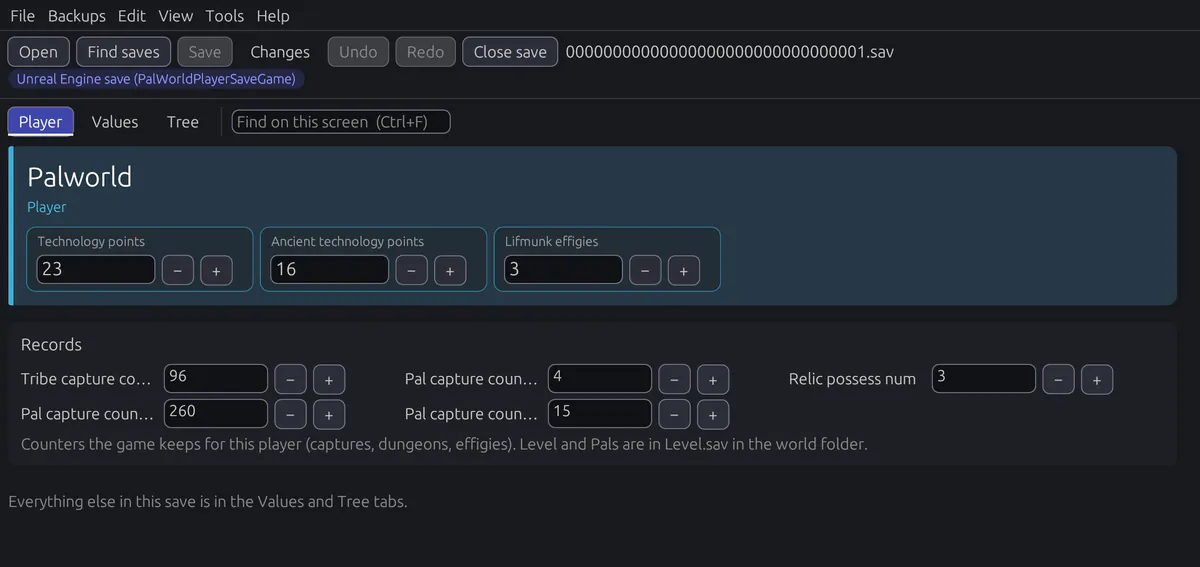 File Backups Edit View Tools Help
Open Find saves Save Changes Undo Redo Close save 00000000000000000000000000000001.sav
Unreal Engine save (PalWorldPlayerSaveGame)
Player Values Tree Find on this screen (Ctrl+F)
Palworld
Player
Technology points Ancient technology points Lifmunk effigies
23 − + 16 − + 3 − +
Records
Tribe capture co... 96 − + Pal capture coun... 4 − + Relic possess num 3 − +
Pal capture coun... 260 − + Pal capture coun... 15 − +
Counters the game keeps for this player (captures, dungeons, effigies). Level and Pals are in Level.sav in the world folder.
Everything else in this save is in the Values and Tree tabs.